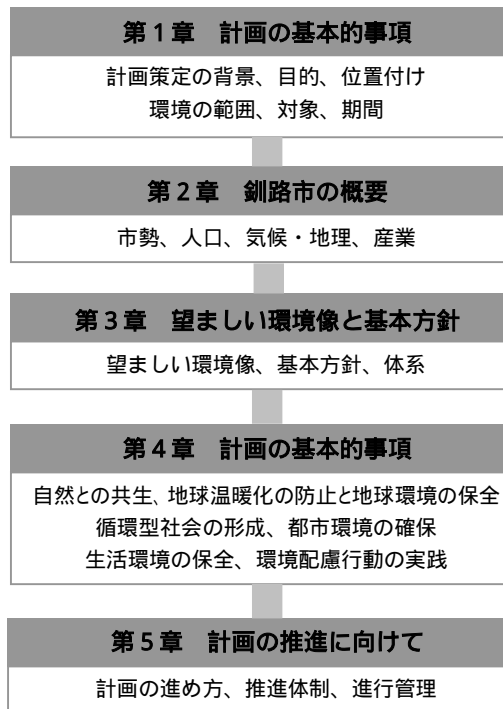 第1章 計画の基本的事項
計画策定の背景、目的、位置付け
環境の範囲、対象、期間
第2章 釧路市の概要
市勢、人口、気候・地理、産業
第3章 望ましい環境像と基本方針
望ましい環境像、基本方針、体系
第4章 計画の基本的事項
自然との共生、地球温暖化の防止と地球環境の保全
循環型社会の形成、都市環境の確保
生活環境の保全、環境配慮行動の実践
第5章 計画の推進に向けて
計画の進め方、推進体制、進行管理